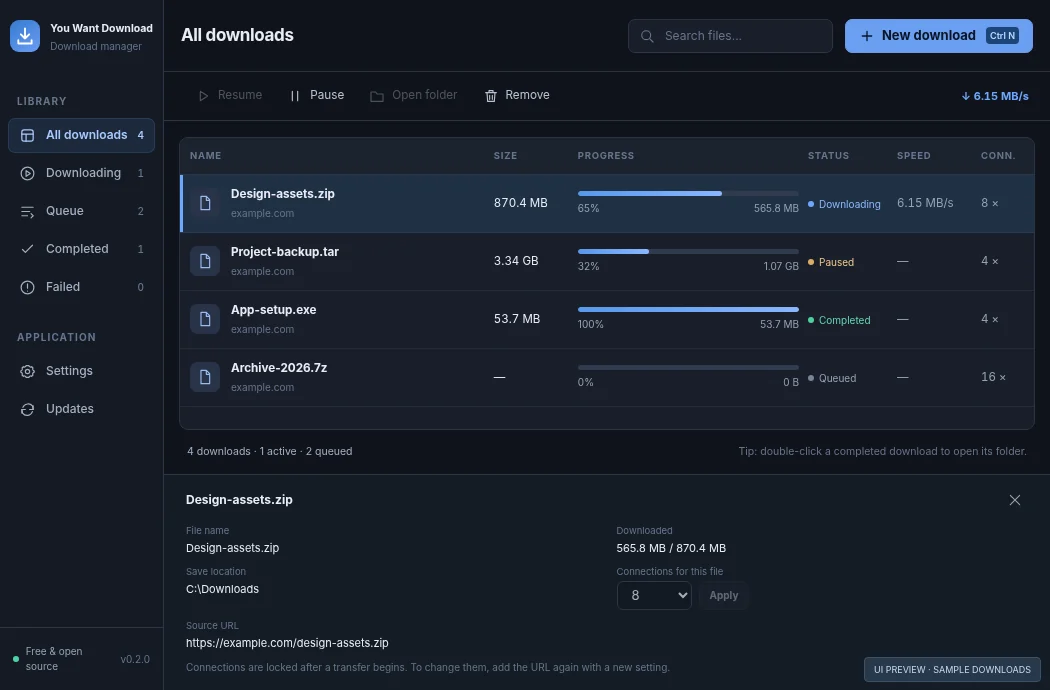 You Want Download
Download manager
All downloads
Search files...
New download Ctrl N
LIBRARY
All downloads 4
Downloading 1
Queue 2
Completed 1
Failed 0
APPLICATION
Settings
Updates
Free & open source v0.2.0
Resume Pause Open folder Remove ↓ 6.15 MB/s
NAME SIZE PROGRESS STATUS SPEED CONN.
Design-assets.zip
example.com
870.4 MB
65% 565.8 MB
Downloading
6.15 MB/s
8 ×
Project-backup.tar
example.com
3.34 GB
32% 1.07 GB
Paused
—
4 ×
App-setup.exe
example.com
53.7 MB
100% 53.7 MB
Completed
—
4 ×
Archive-2026.7z
example.com
—
0% 0 B
Queued
—
16 ×
4 downloads · 1 active · 2 queued
Tip: double-click a completed download to open its folder.
Design-assets.zip
File name
Design-assets.zip
Downloaded
565.8 MB / 870.4 MB
Save location
C:\Downloads
Connections for this file
8 Apply
Source URL
https://example.com/design-assets.zip
Connections are locked after a transfer begins. To change them, add the URL again with a new setting.
UI PREVIEW · SAMPLE DOWNLOADS